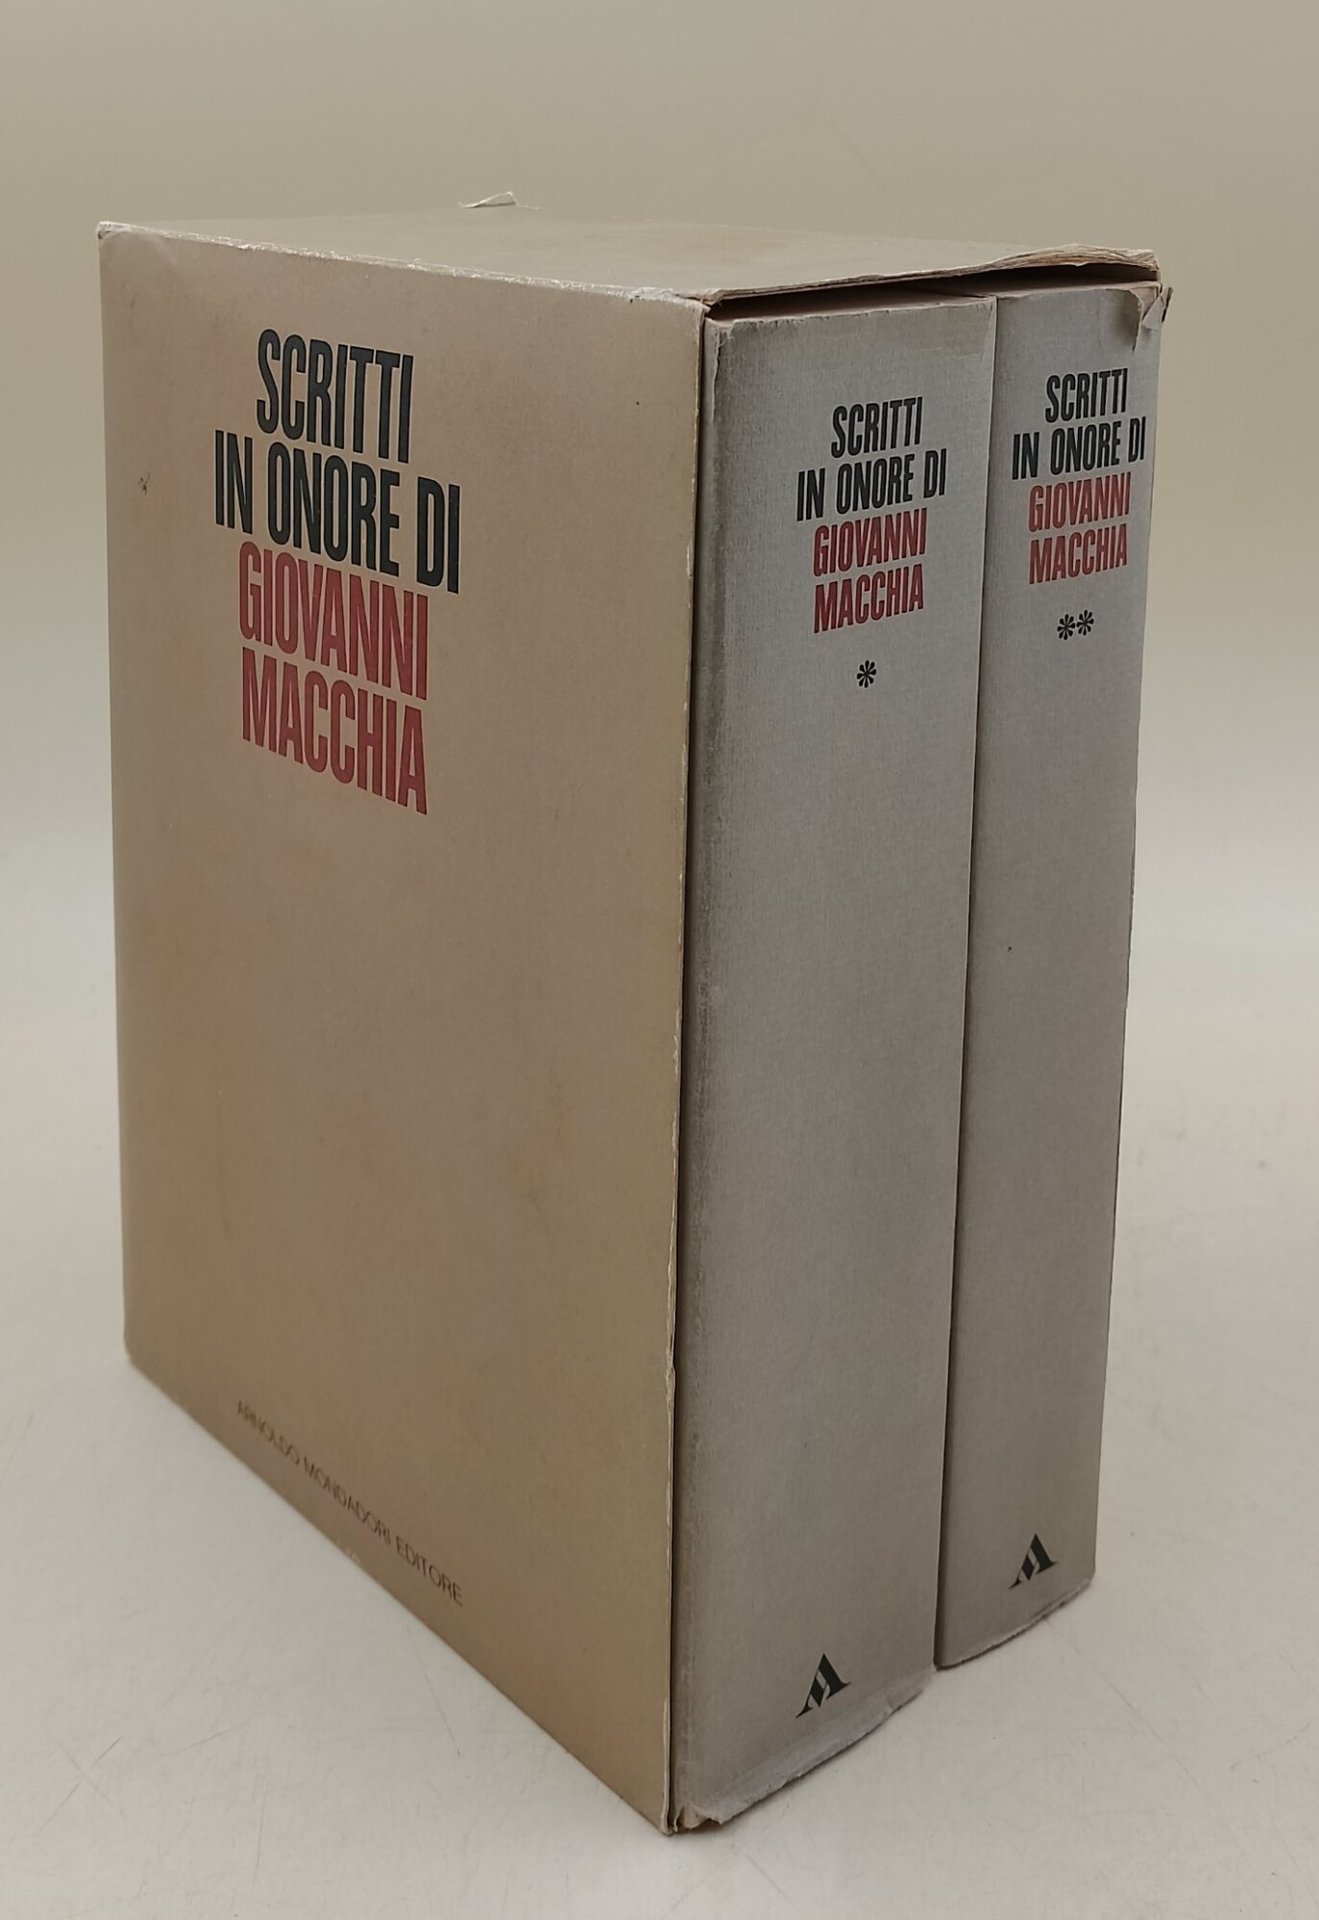 SCRITTI
IN ONORE DI
GIOVANNI
MACCHIA
ARNOLDO MONDADORI EDITORE
SCRITTI
IN ONORE DI
GIOVANNI
MACCHIA
*
SCRITTI
IN ONORE DI
GIOVANNI
MACCHIA
**